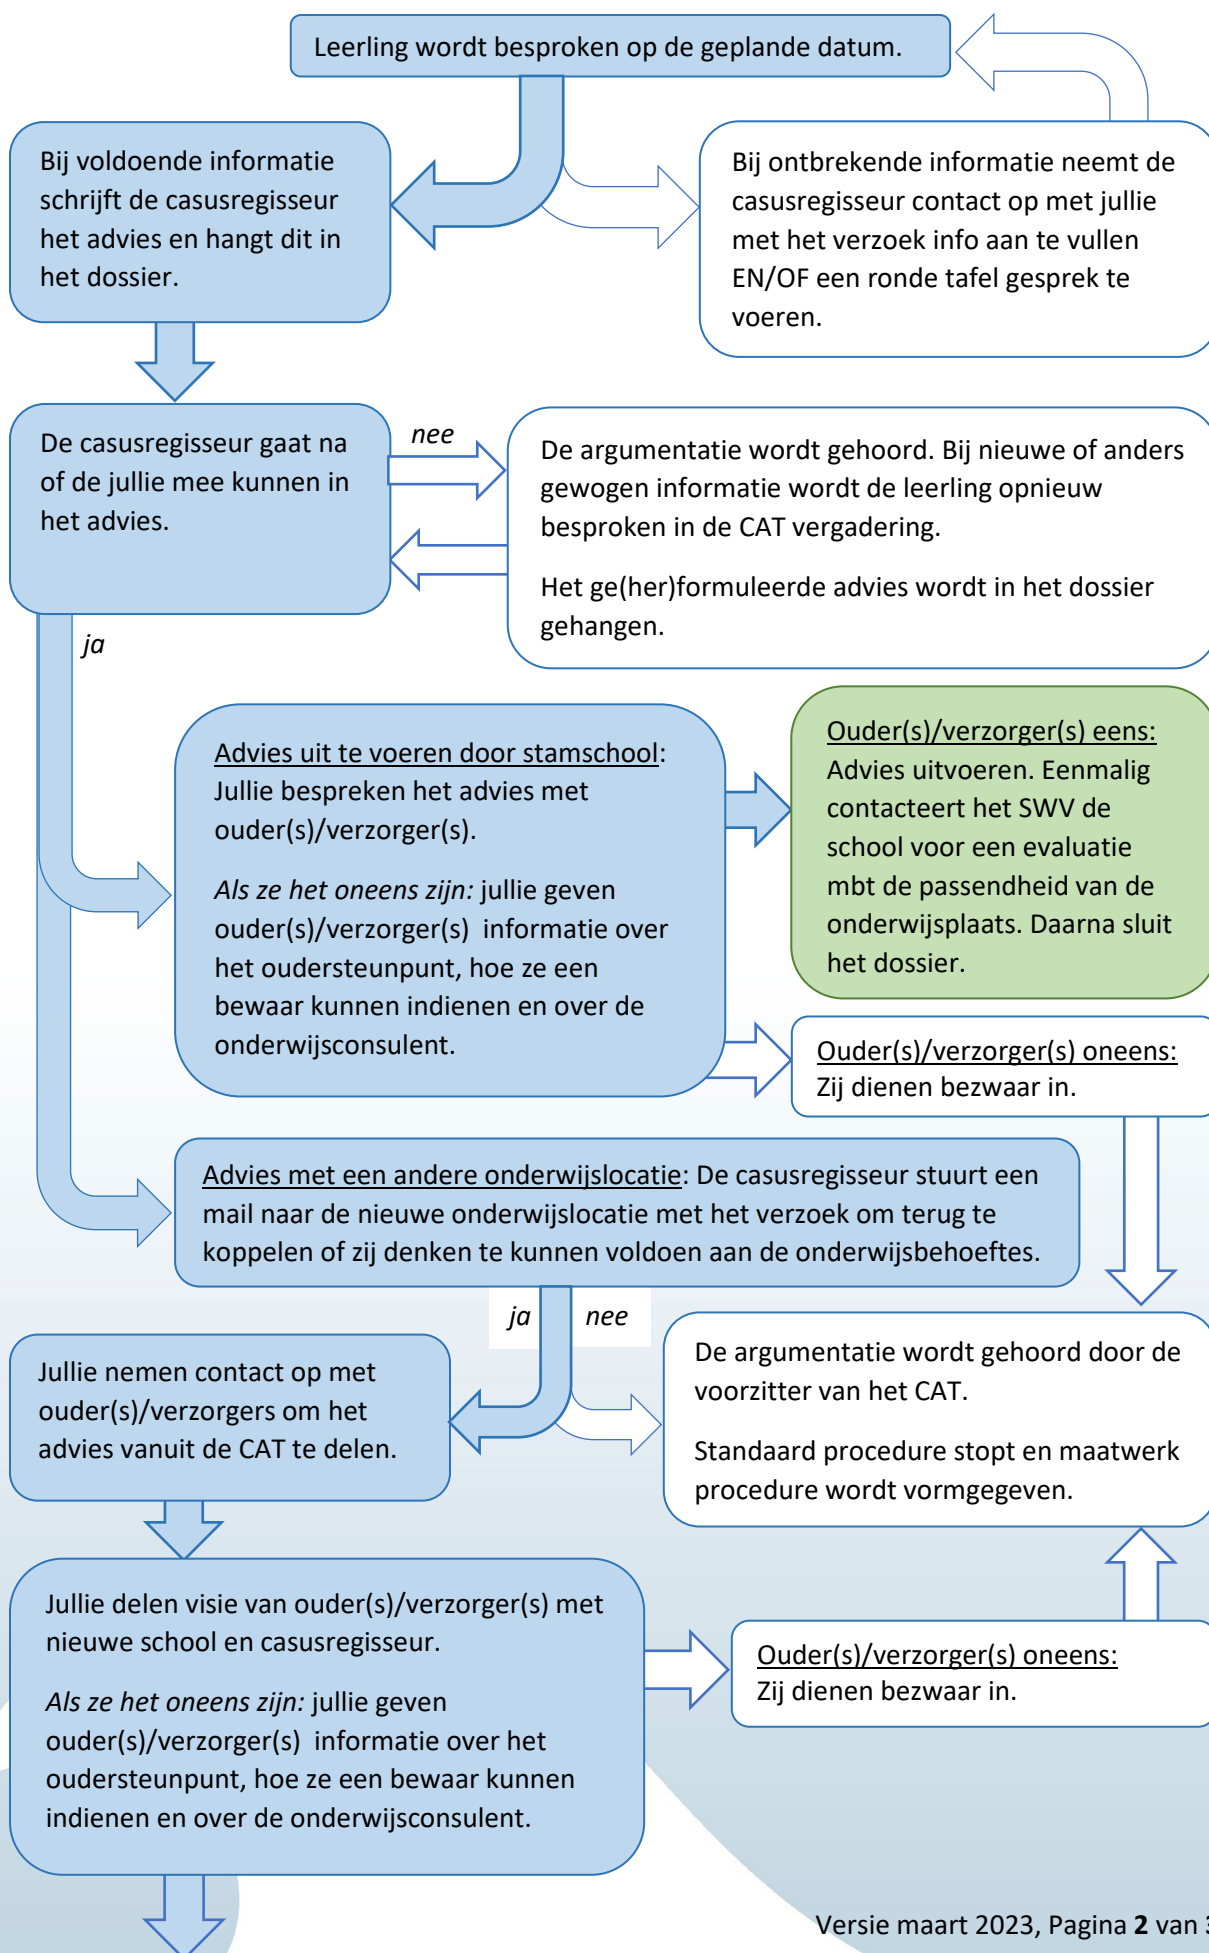 Leerling wordt besproken op de geplande datum.
Bij voldoende informatie
schrijft de casusregisseur
het advies en hangt dit in
het dossier.
Bij ontbrekende informatie neemt de
casusregisseur contact op met jullie
met het verzoek info aan te vullen
EN/OF een ronde tafel gesprek te
voeren.
De casusregisseur gaat na
of de jullie mee kunnen in
het advies.
nee
De argumentatie wordt gehoord. Bij nieuwe of anders
gewogen informatie wordt de leerling opnieuw
besproken in de CAT vergadering.
Het ge(her)formuleerde advies wordt in het dossier
gehangen.
ja
Advies uit te voeren door stamschool:
Jullie bespreken het advies met
ouder(s)/verzorger(s).
Als ze het oneens zijn: jullie geven
ouder(s)/verzorger(s) informatie over
het oudersteunpunt, hoe ze een
bewaar kunnen indienen en over de
onderwijsconsulent.
Ouder(s)/verzorger(s) eens:
Advies uitvoeren. Eenmalig
contacteert het SWV de
school voor een evaluatie
mbt de passendheid van de
onderwijsplaats. Daarna sluit
het dossier.
Ouder(s)/verzorger(s) oneens:
Zij dienen bezwaar in.
Advies met een andere onderwijslocatie: De casusregisseur stuurt een
mail naar de nieuwe onderwijslocatie met het verzoek om terug te
koppelen of zij denken te kunnen voldoen aan de onderwijsbehoeftes.
ja nee
Jullie nemen contact op met
ouder(s)/verzorgers om het
advies vanuit de CAT te delen.
De argumentatie wordt gehoord door de
voorzitter van het CAT.
Standaard procedure stopt en maatwerk
procedure wordt vormgegeven.
Jullie delen visie van ouder(s)/verzorger(s) met
nieuwe school en casusregisseur.
Als ze het oneens zijn: jullie geven
ouder(s)/verzorger(s) informatie over het
oudersteunpunt, hoe ze een bewaar kunnen
indienen en over de onderwijsconsulent.
Ouder(s)/verzorger(s) oneens:
Zij dienen bezwaar in.
Versie maart 2023, Pagina 2 van 3